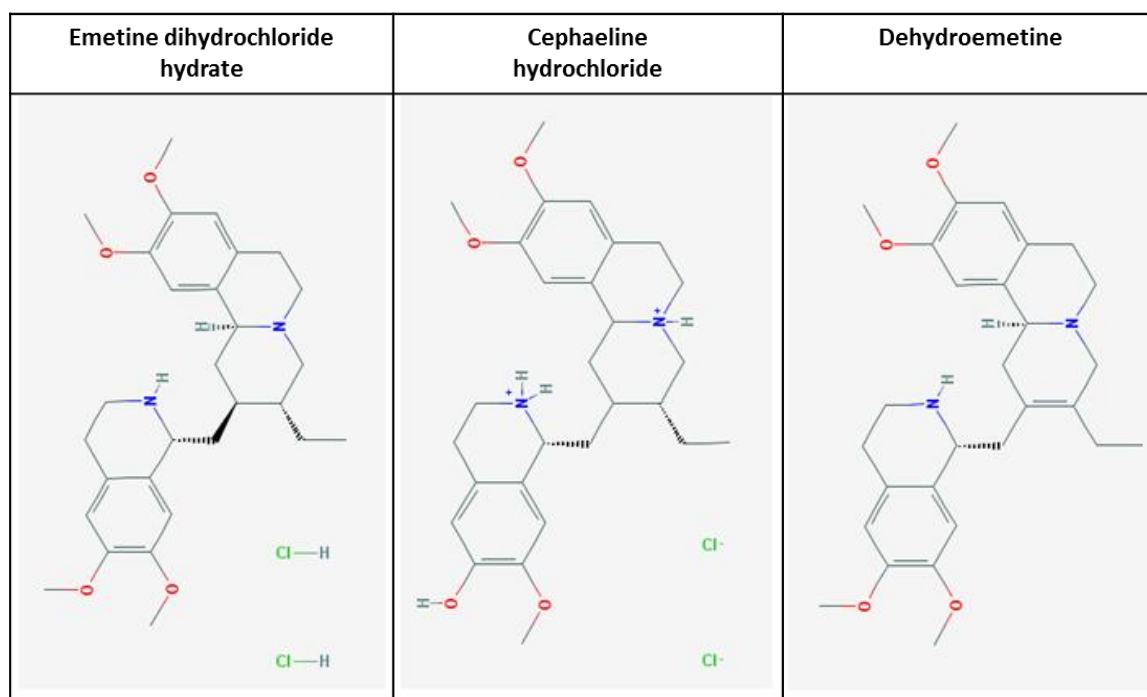 Emetine dihydrochloride
hydrate
Cephaeline
hydrochloride
Dehydroemetine
O
O
H
N
H
N
O
O
Cl—H
Cl—H
O
O
N+
H
H
H
N+
H
O
O
Cl-
Cl-
O
O
H
N
H
N
O
O